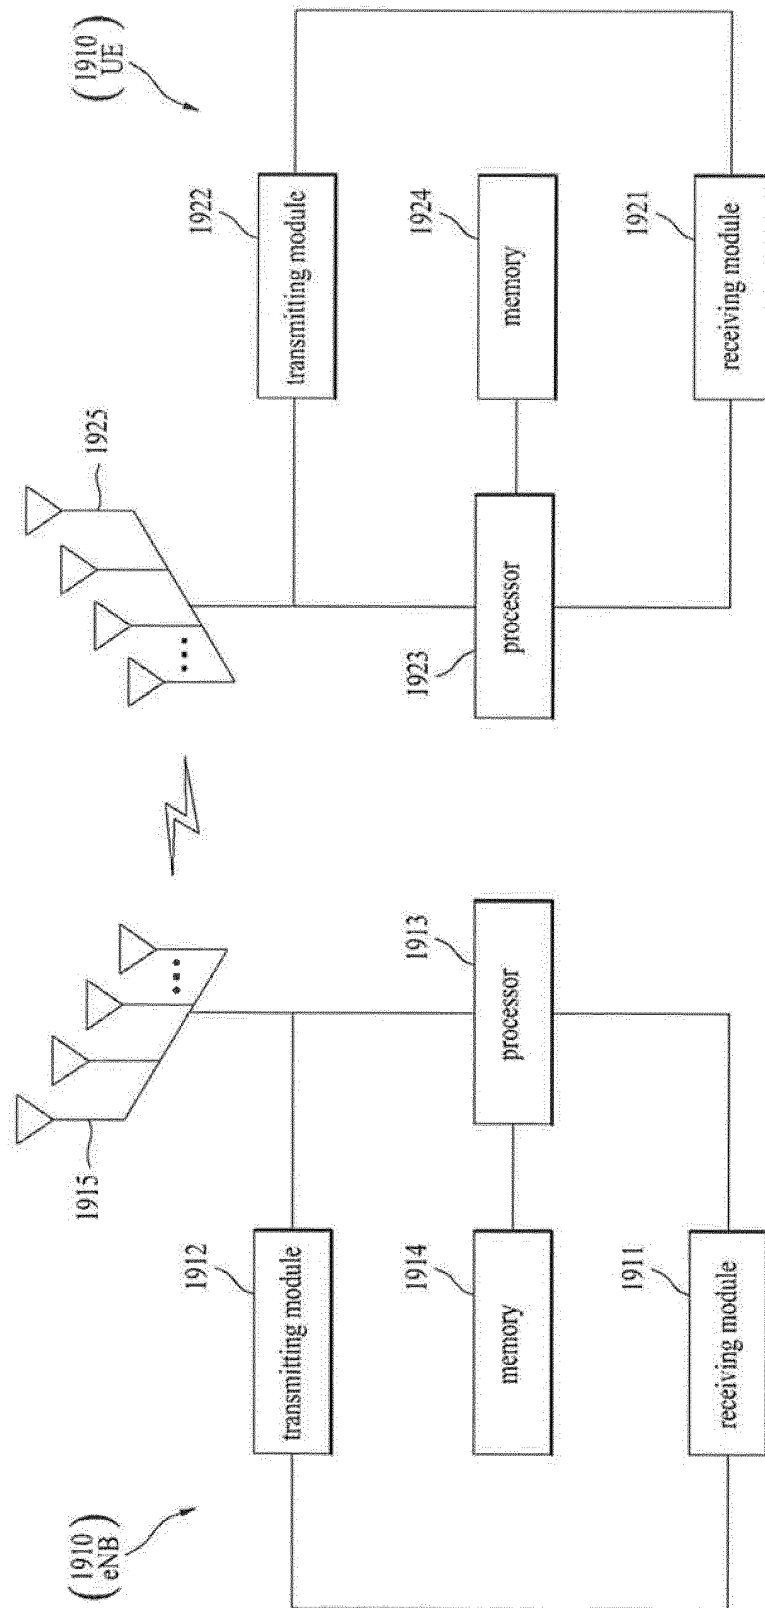 (1910
eNB)
1912
transmitting module
1914
memory
1911
receiving module
1915
1913
processor
(1910
UE)
1925
1923
processor
1922
transmitting module
1924
memory
1921
receiving module